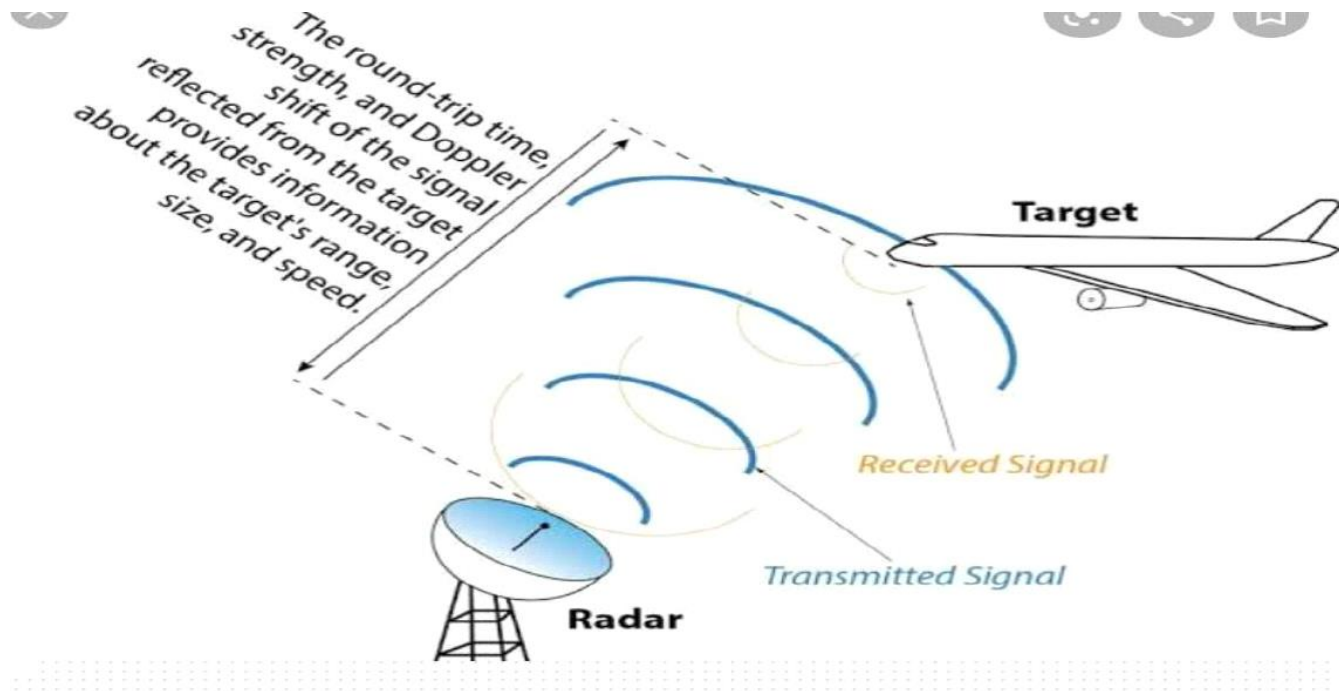 The round-trip time,
strength, and Doppler
shift of the signal
reflected from the target
provides information
about the target's range,
size, and speed.
Target
Received Signal
Transmitted Signal
Radar